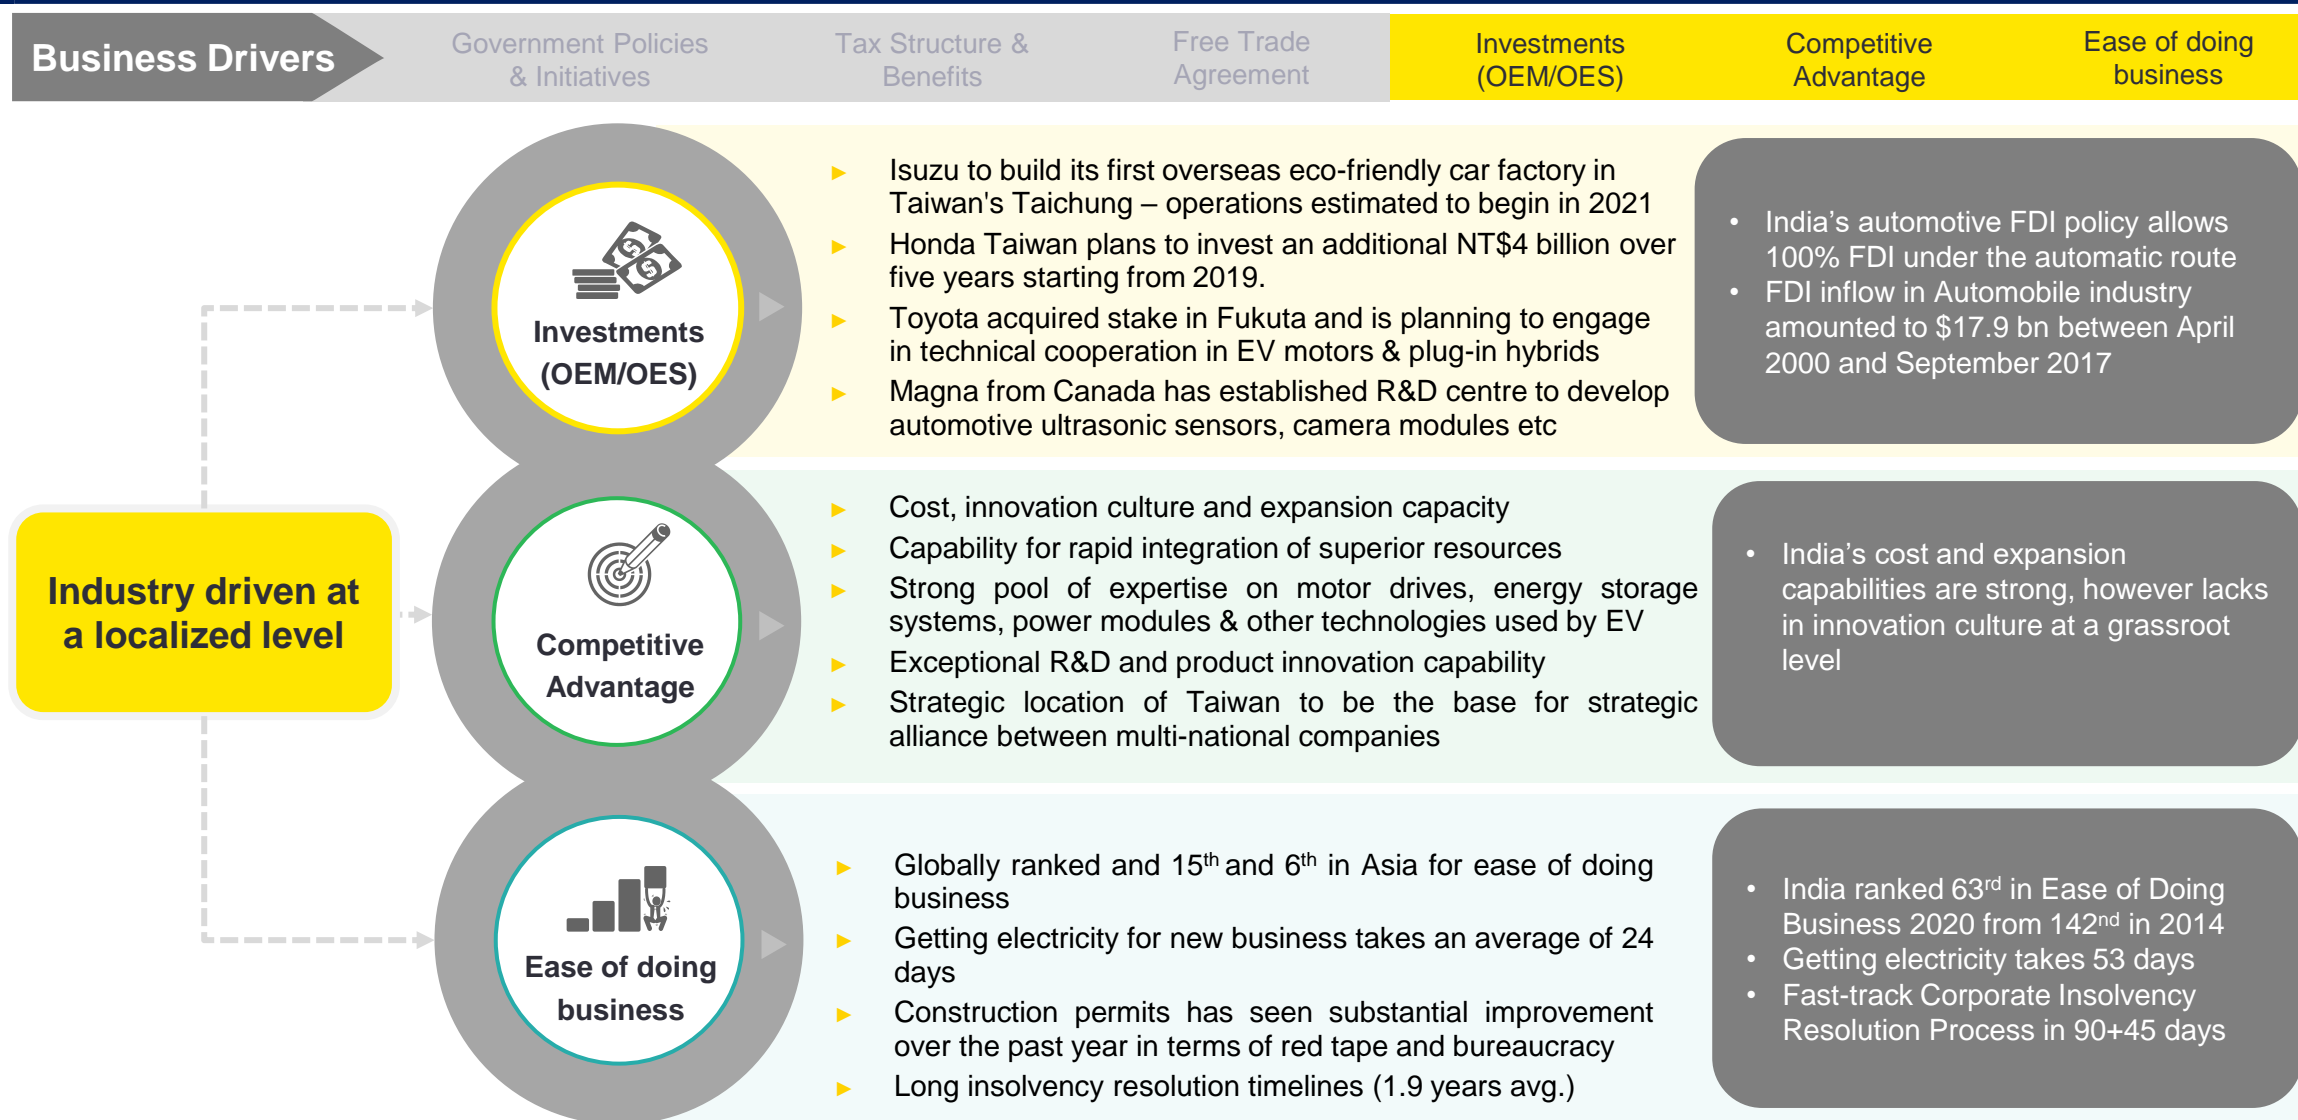 Business Drivers
Government Policies
& Initiatives
Tax Structure &
Benefits
Free Trade
Agreement
Investments
(OEM/OES)
Competitive
Advantage
Ease of doing
business
Industry driven at
a localized level
Investments
(OEM/OES)
► Isuzu to build its first overseas eco-friendly car factory in
Taiwan's Taichung – operations estimated to begin in 2021
► Honda Taiwan plans to invest an additional NT$4 billion over
five years starting from 2019.
► Toyota acquired stake in Fukuta and is planning to engage
in technical cooperation in EV motors & plug-in hybrids
► Magna from Canada has established R&D centre to develop
automotive ultrasonic sensors, camera modules etc
• India’s automotive FDI policy allows
100% FDI under the automatic route
• FDI inflow in Automobile industry
amounted to $17.9 bn between April
2000 and September 2017
Competitive
Advantage
► Cost, innovation culture and expansion capacity
► Capability for rapid integration of superior resources
► Strong pool of expertise on motor drives, energy storage
systems, power modules & other technologies used by EV
► Exceptional R&D and product innovation capability
► Strategic location of Taiwan to be the base for strategic
alliance between multi-national companies
• India’s cost and expansion
capabilities are strong, however lacks
in innovation culture at a grassroot
level
Ease of doing
business
► Globally ranked and 15th and 6th in Asia for ease of doing
business
► Getting electricity for new business takes an average of 24
days
► Construction permits has seen substantial improvement
over the past year in terms of red tape and bureaucracy
► Long insolvency resolution timelines (1.9 years avg.)
• India ranked 63rd in Ease of Doing
Business 2020 from 142nd in 2014
• Getting electricity takes 53 days
• Fast-track Corporate Insolvency
Resolution Process in 90+45 days